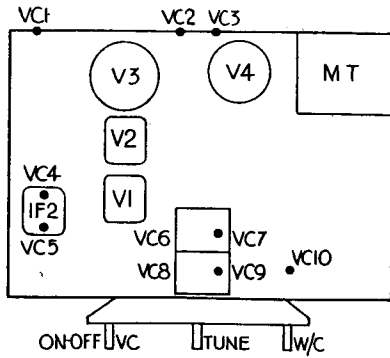 VC1 VC2 VC3
V3 V4 MT
V2
VC4
IF2 V1
VC5 VC6 VC7
VC8 VC9 VC10
ON-OFF VC TUNE W/C